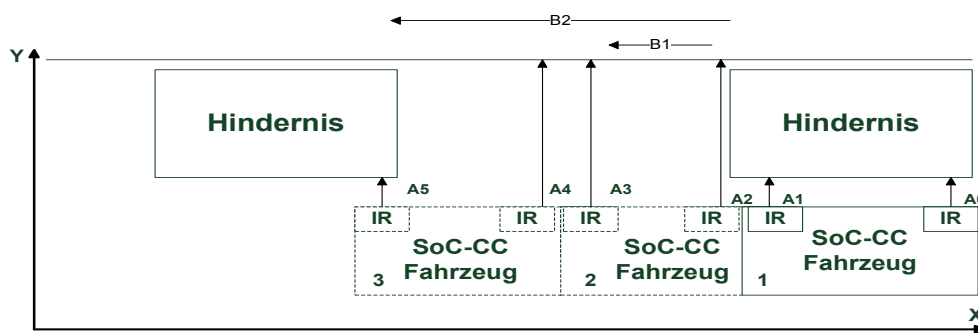 B2
B1
Y
Hindernis
Hindernis
A5
A4
A3
A2
A1
IR
IR
IR
IR
IR
IR
SoC-CC
Fahrzeug
3
SoC-CC
Fahrzeug
2
SoC-CC
Fahrzeug
1
X